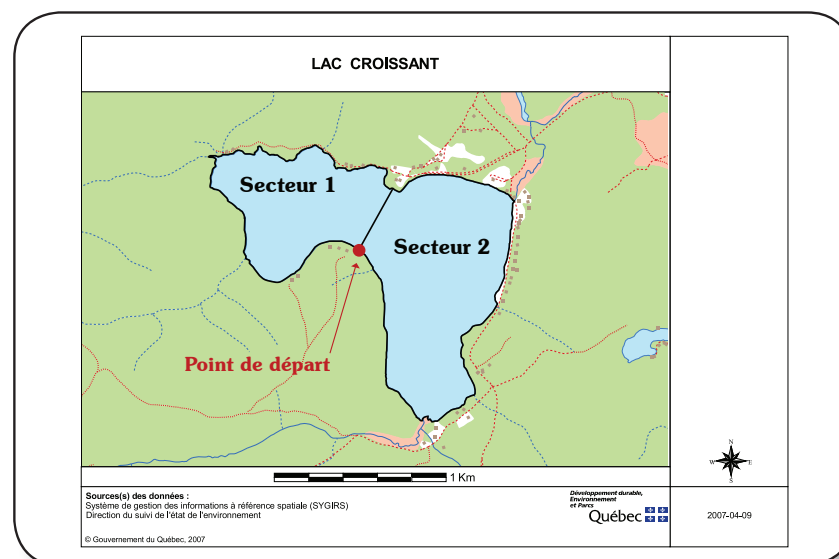 LAC CROISSANT
Secteur 1
Secteur 2
Point de départ
1 Km
N
W E
S
Sources(s) des données :
Système de gestion des informations à référence spatiale (SYGIRS)
Direction du suivi de l'état de l'environnement
© Gouvernement du Québec, 2007
Développement durable,
Environnement
et Parcs
Québec
2007-04-09